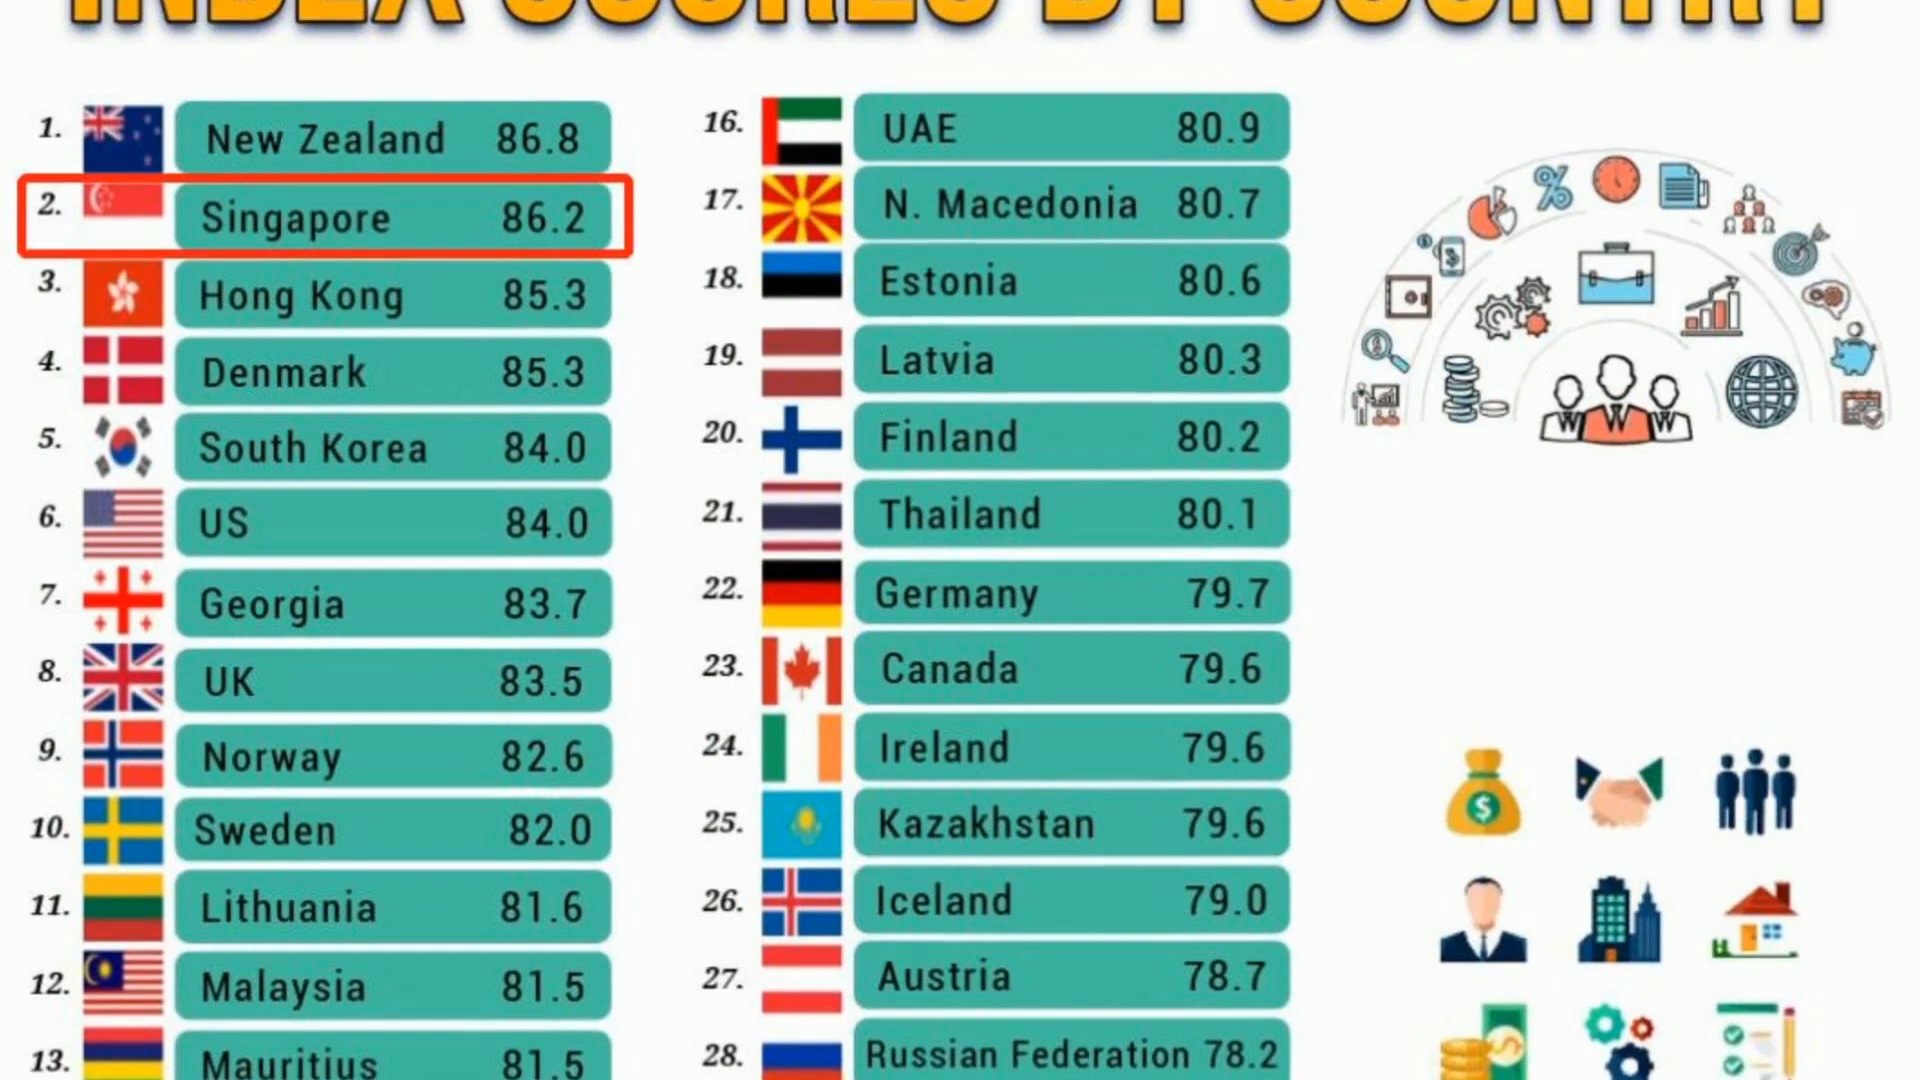 INDEX SCORES BY COUNTRY
1. New Zealand 86.8
2. Singapore 86.2
3. Hong Kong 85.3
4. Denmark 85.3
5. South Korea 84.0
6. US 84.0
7. Georgia 83.7
8. UK 83.5
9. Norway 82.6
10. Sweden 82.0
11. Lithuania 81.6
12. Malaysia 81.5
13. Mauritius 81.5
16. UAE 80.9
17. N. Macedonia 80.7
18. Estonia 80.6
19. Latvia 80.3
20. Finland 80.2
21. Thailand 80.1
22. Germany 79.7
23. Canada 79.6
24. Ireland 79.6
25. Kazakhstan 79.6
26. Iceland 79.0
27. Austria 78.7
28. Russian Federation 78.2